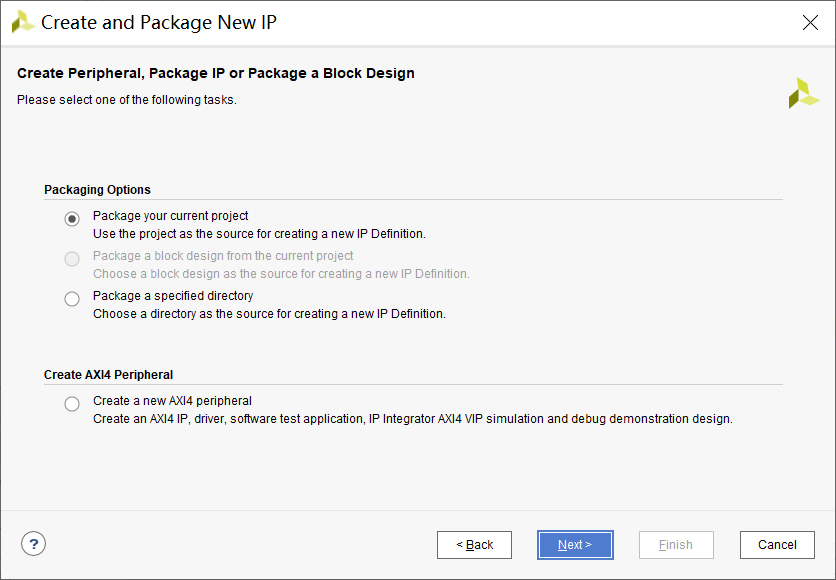 Create and Package New IP
Create Peripheral, Package IP or Package a Block Design
Please select one of the following tasks.
Packaging Options
Package your current project
Use the project as the source for creating a new IP Definition.
Package a block design from the current project
Choose a block design as the source for creating a new IP Definition.
Package a specified directory
Choose a directory as the source for creating a new IP Definition.
Create AXI4 Peripheral
Create a new AXI4 peripheral
Create an AXI4 IP, driver, software test application, IP Integrator AXI4 VIP simulation and debug demonstration design.
?
< Back
Next >
Finish
Cancel